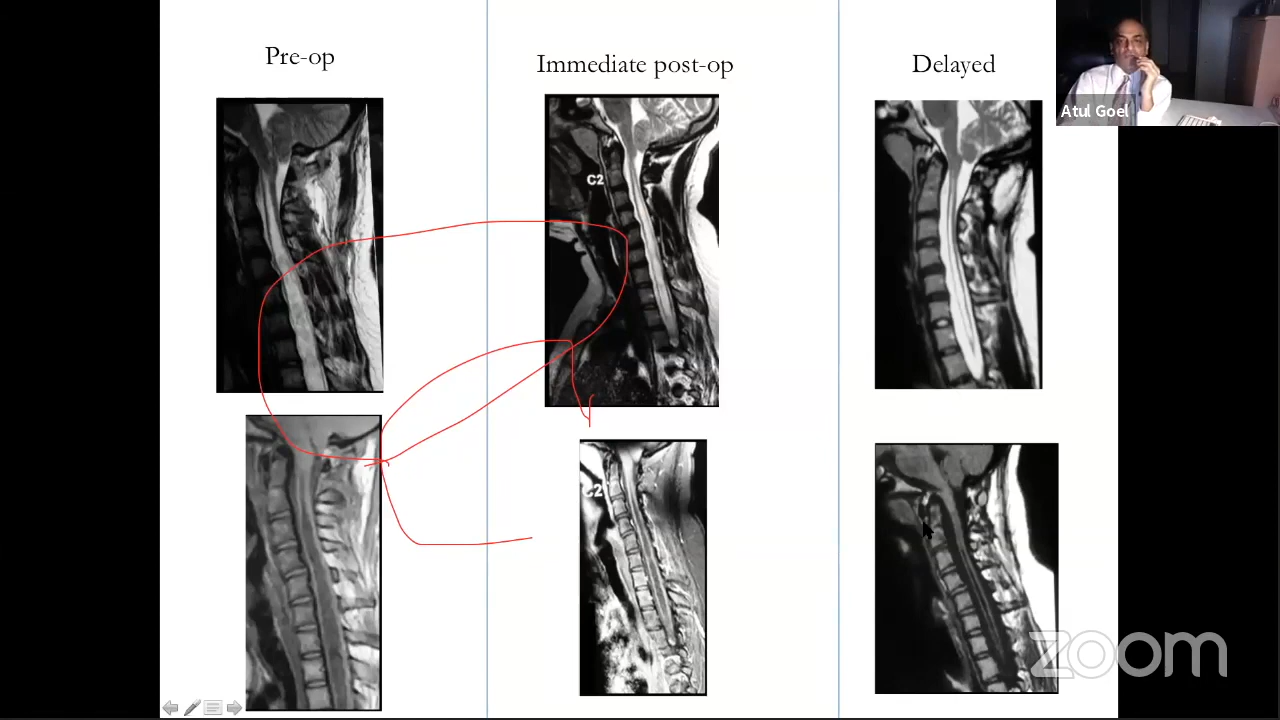 Pre-op
Immediate post-op
Delayed
Atul Goel
C2
C2
zoom